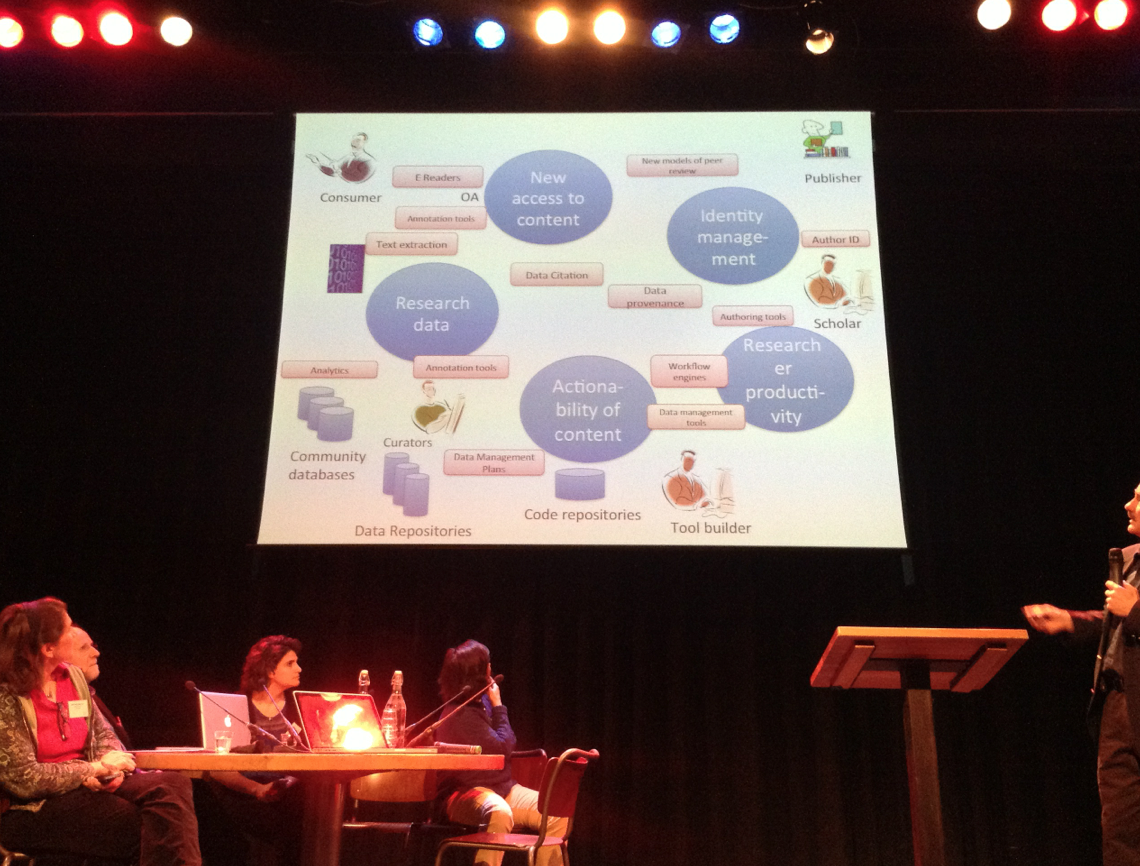 Consumer
E Readers
OA
New
access to
content
New models of peer
review
Publisher
Annotation tools
Text extraction
Identity
manage-
ment
Author ID
Data Citation
Data
provenance
Authoring tools
Scholar
Research
data
Analytics
Annotation tools
Curators
Community
databases
Actiona-
bility of
content
Workflow
engines
Research
er
producti-
vity
Data management
tools
Data Management
Plans
Data Repositories
Code repositories
Tool builder